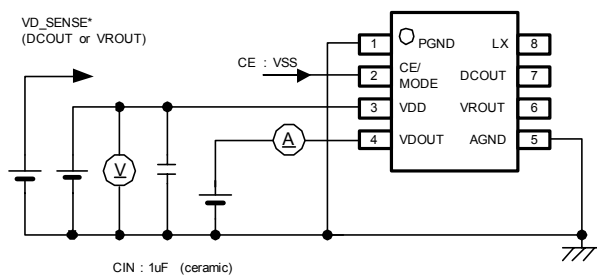 VD_SENSE*
(DCOUT or VROUT)
CE : VSS
1 PGND LX 8
2 CE/MODE DCOUT 7
3 VDD VROUT 6
4 VDOUT AGND 5
V
A
CIN : 1uF (ceramic)